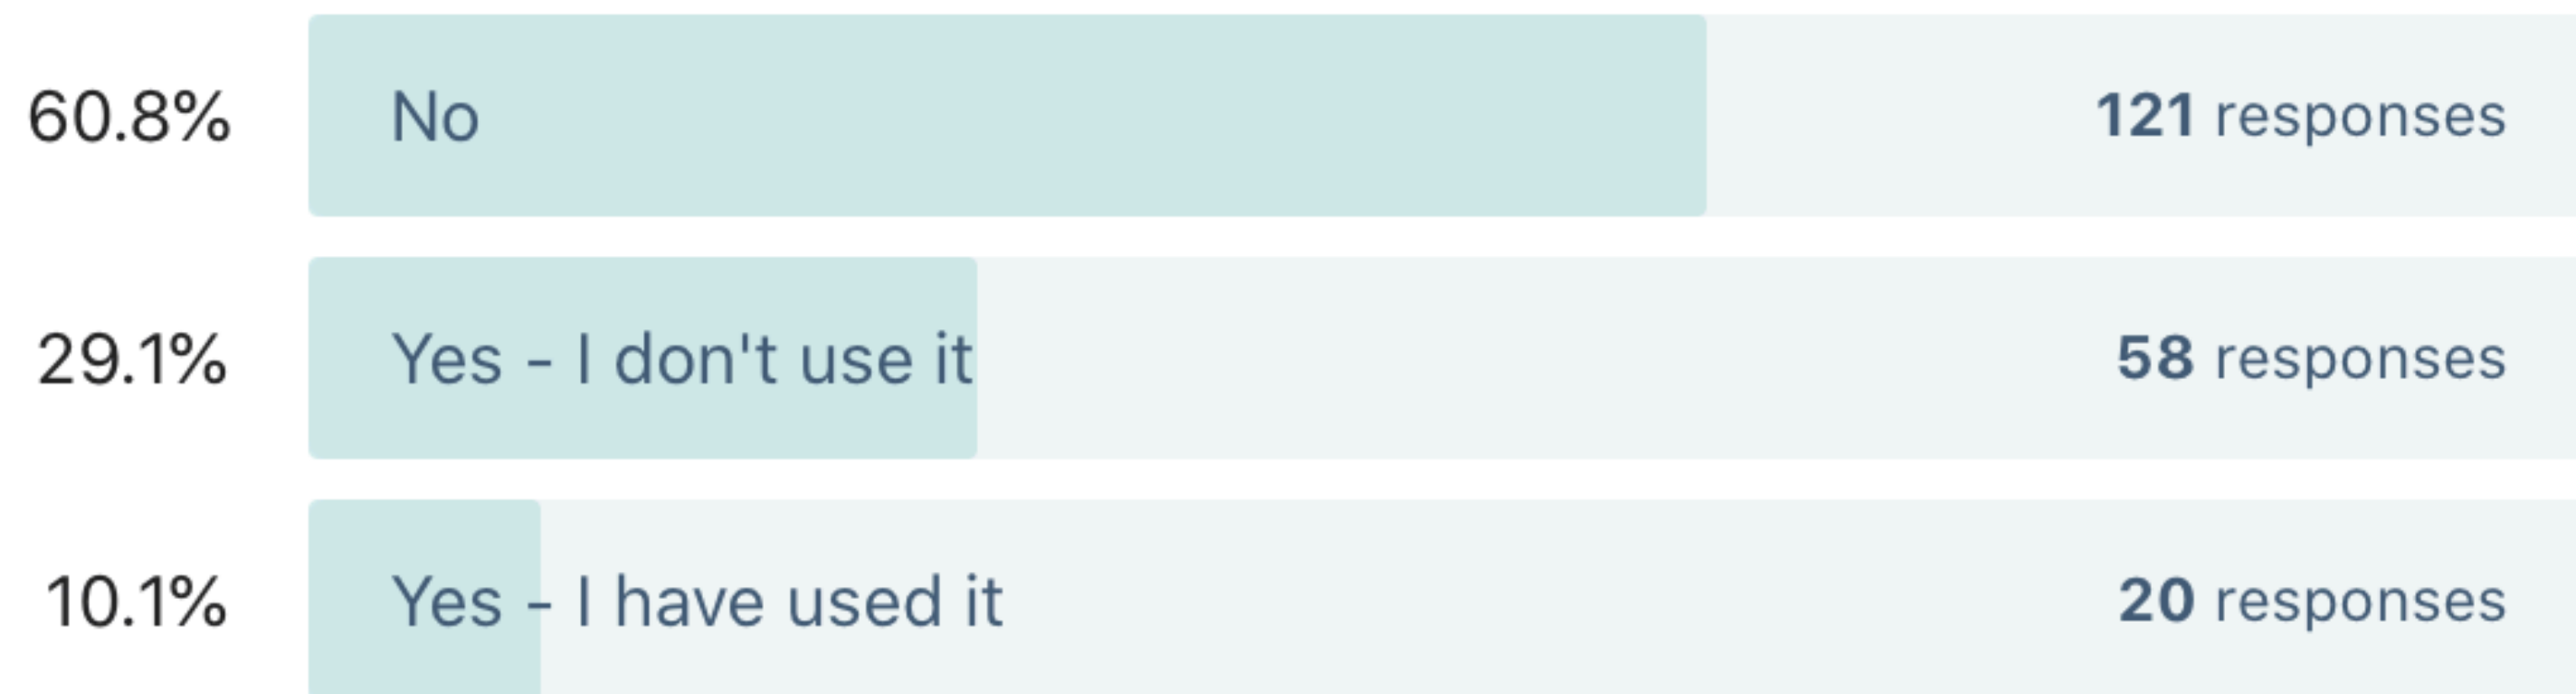 60.8% No 121 responses
29.1% Yes - I don't use it 58 responses
10.1% Yes - I have used it 20 responses